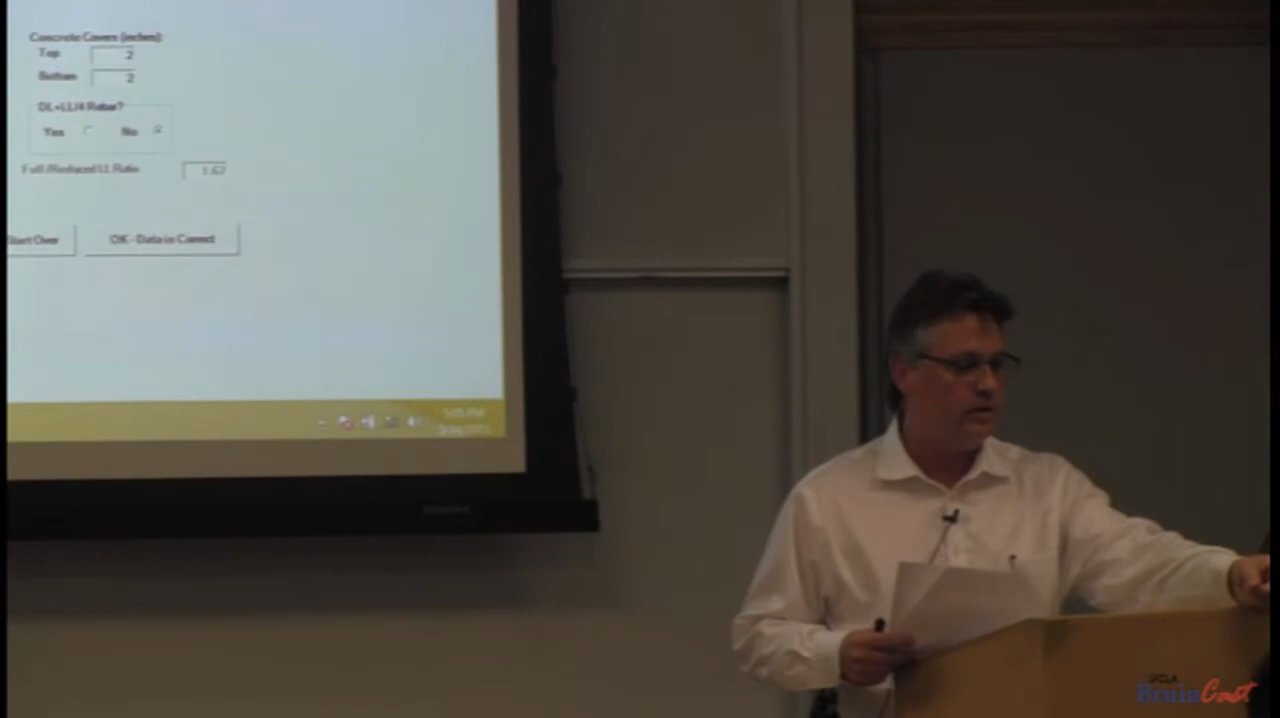 Concrete Covers (inches):
Top 2
Bottom 2
DL+LL/4 Rebar?
Yes No
Full/Reduced LL Ratio 1.67
Start Over OK - Data is Correct
UCLA
BruinCast